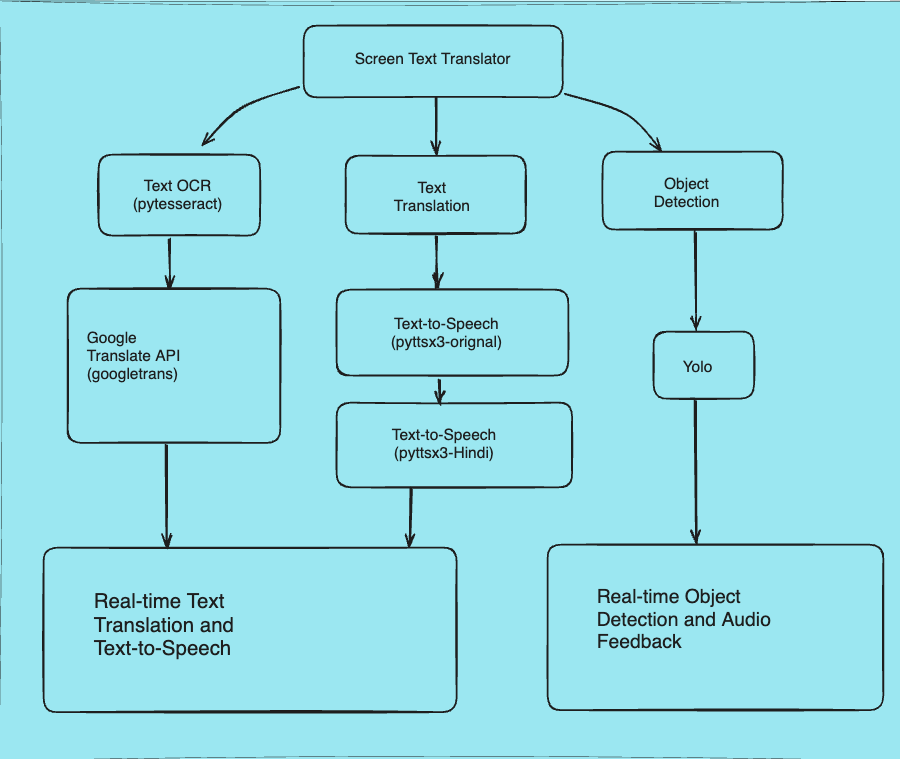 Screen Text Translator
Text OCR
(pytesseract)
Text
Translation
Object
Detection
Google
Translate API
(googletrans)
Text-to-Speech
(pyttsx3-orignal)
Yolo
Text-to-Speech
(pyttsx3-Hindi)
Real-time Text
Translation and
Text-to-Speech
Real-time Object
Detection and Audio
Feedback